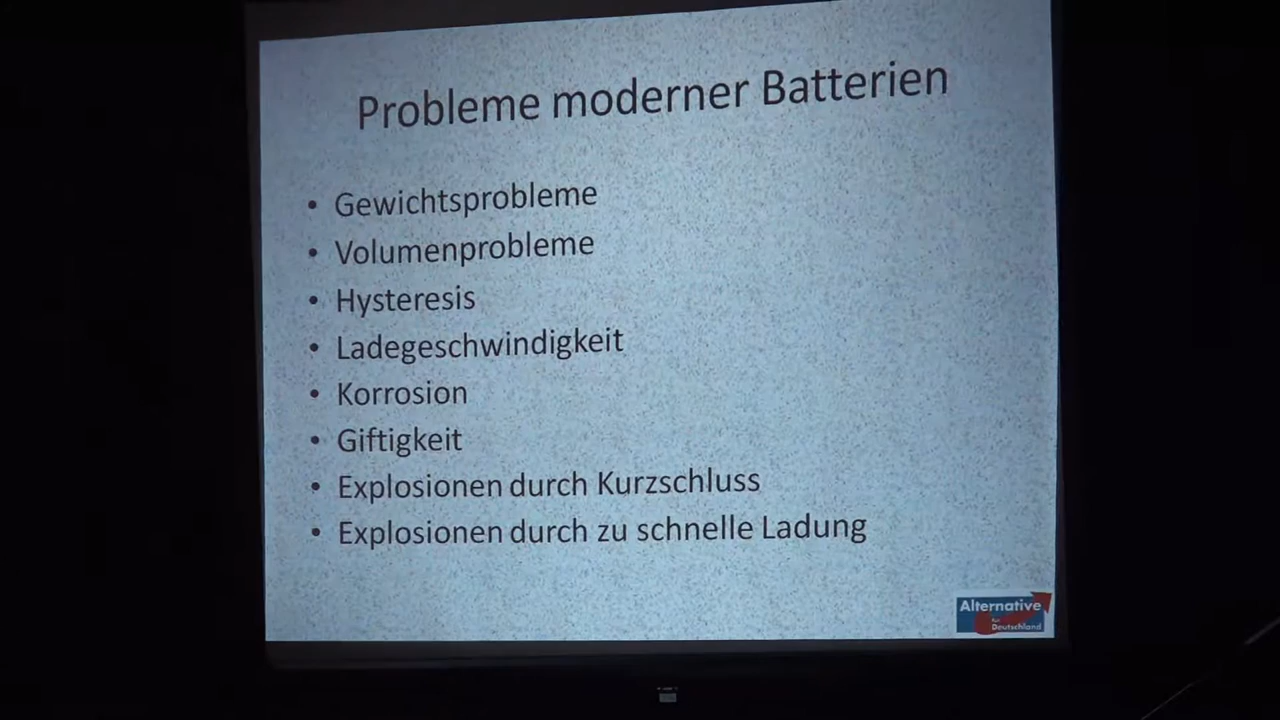 Probleme moderner Batterien
• Gewichtsprobleme
• Volumenprobleme
• Hysteresis
• Ladegeschwindigkeit
• Korrosion
• Giftigkeit
• Explosionen durch Kurzschluss
• Explosionen durch zu schnelle Ladung
Alternative
für
Deutschland